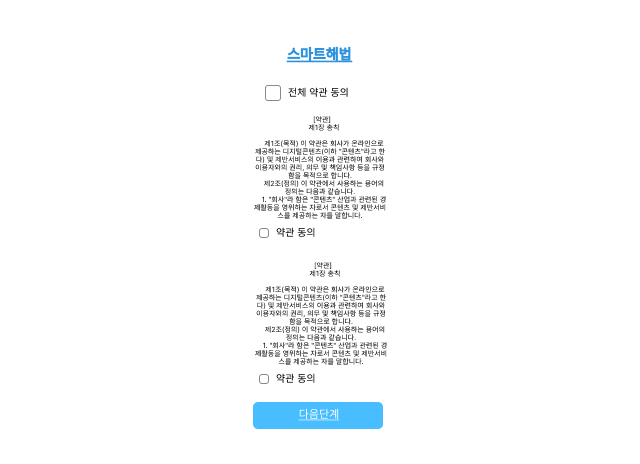 스마트해법
전체 약관 동의
[약관]
제1장 총칙
제1조(목적) 이 약관은 회사가 온라인으로
제공하는 디지털콘텐츠(이하 "콘텐츠"라고 한
다) 및 제반서비스의 이용과 관련하여 회사와
이용자와의 권리, 의무 및 책임사항 등을 규정
함을 목적으로 합니다.
제2조(정의) 이 약관에서 사용하는 용어의
정의는 다음과 같습니다.
1. "회사"라 함은 "콘텐츠" 산업과 관련된 경
제활동을 영위하는 자로서 콘텐츠 및 제반서비
스를 제공하는 자를 말합니다.
약관 동의
[약관]
제1장 총칙
제1조(목적) 이 약관은 회사가 온라인으로
제공하는 디지털콘텐츠(이하 "콘텐츠"라고 한
다) 및 제반서비스의 이용과 관련하여 회사와
이용자와의 권리, 의무 및 책임사항 등을 규정
함을 목적으로 합니다.
제2조(정의) 이 약관에서 사용하는 용어의
정의는 다음과 같습니다.
1. "회사"라 함은 "콘텐츠" 산업과 관련된 경
제활동을 영위하는 자로서 콘텐츠 및 제반서비
스를 제공하는 자를 말합니다.
약관 동의
다음단계